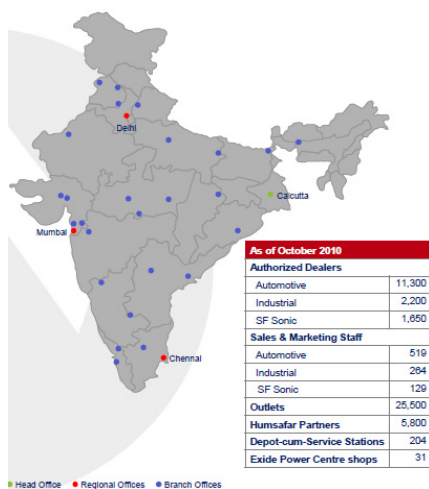 Delhi
Calcutta
Mumbai
Chennai
As of October 2010
Authorized Dealers
Automotive 11,300
Industrial 2,200
SF Sonic 1,650
Sales & Marketing Staff
Automotive 519
Industrial 264
SF Sonic 129
Outlets 25,500
Humsafar Partners 5,800
Depot-cum-Service Stations 204
Exide Power Centre shops 31
Head Office Regional Offices Branch Offices